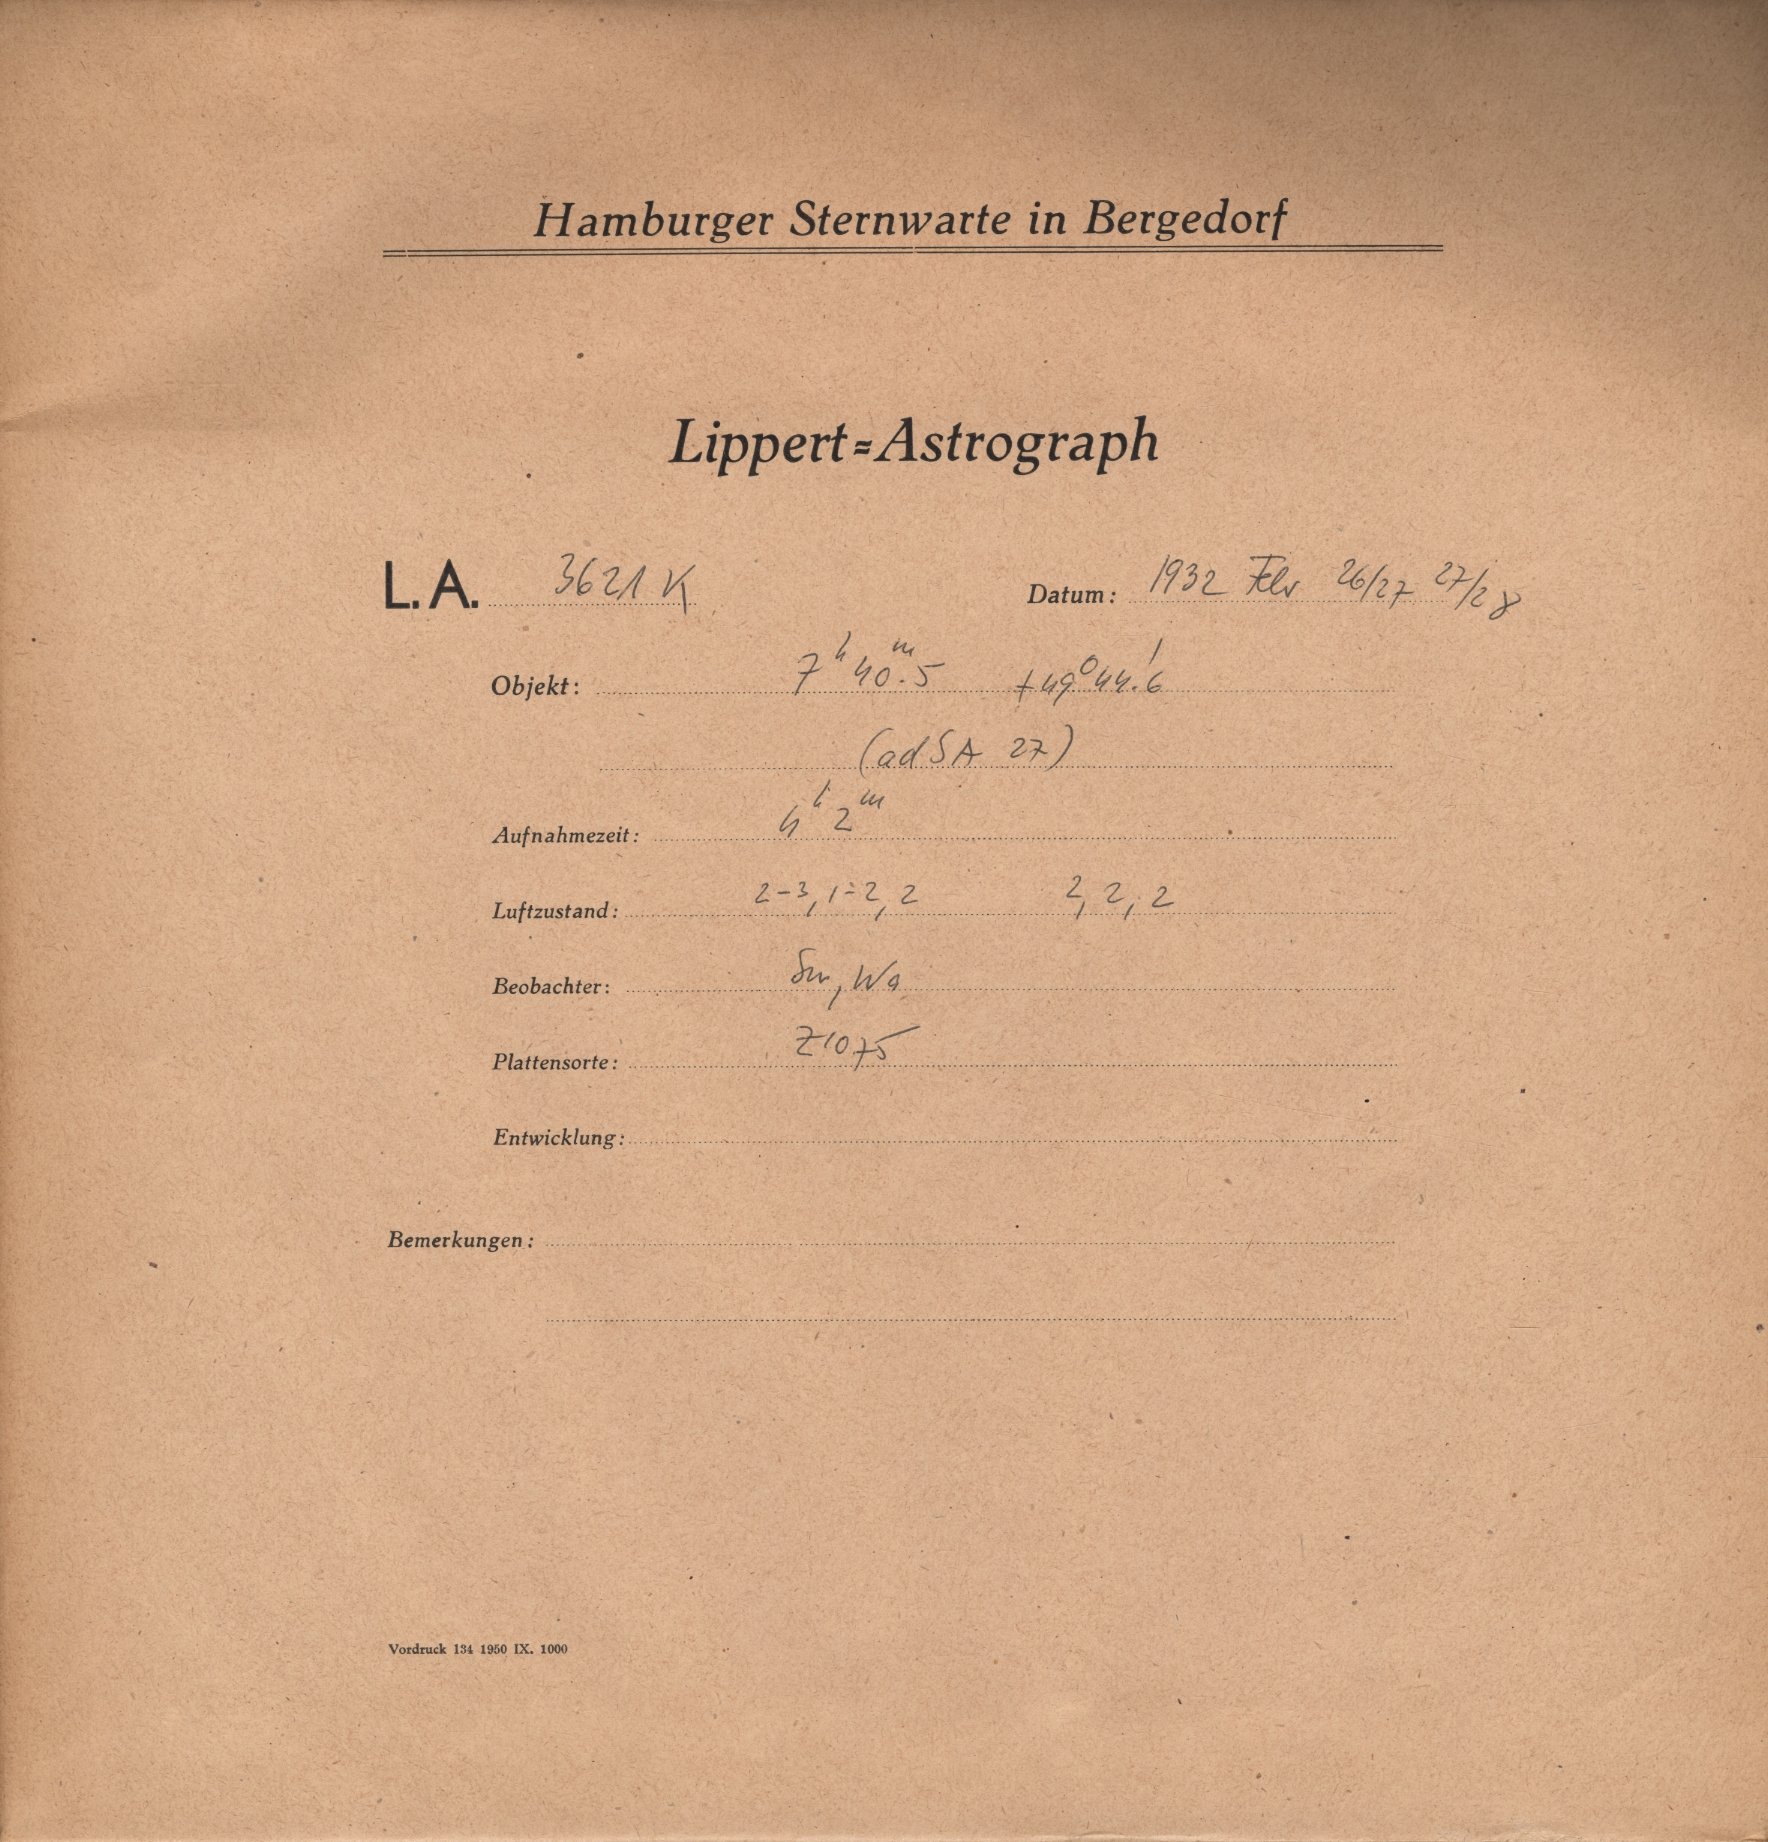 Hamburger Sternwarte in Bergedorf
Lippert=Astrograph
L. A. 3621 K Datum: 1932 Febr 26/27 27/28
Objekt: 7h 40m.5 +49° 44'.6
(ad SA 27)
Aufnahmezeit: 4h 2m
Luftzustand: 2-3, 1-2, 2 2, 2, 2
Beobachter: Wa
Plattensorte: Z1075
Entwicklung:
Bemerkungen:
Vordruck 134 1950 IX. 1000